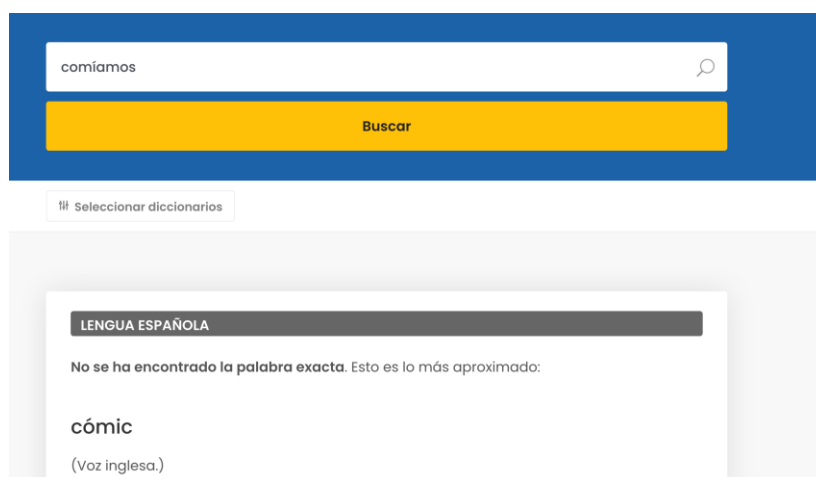 comíamos
Buscar
Seleccionar diccionarios
LENGUA ESPAÑOLA
No se ha encontrado la palabra exacta. Esto es lo más aproximado:
cómic
(Voz inglesa.)